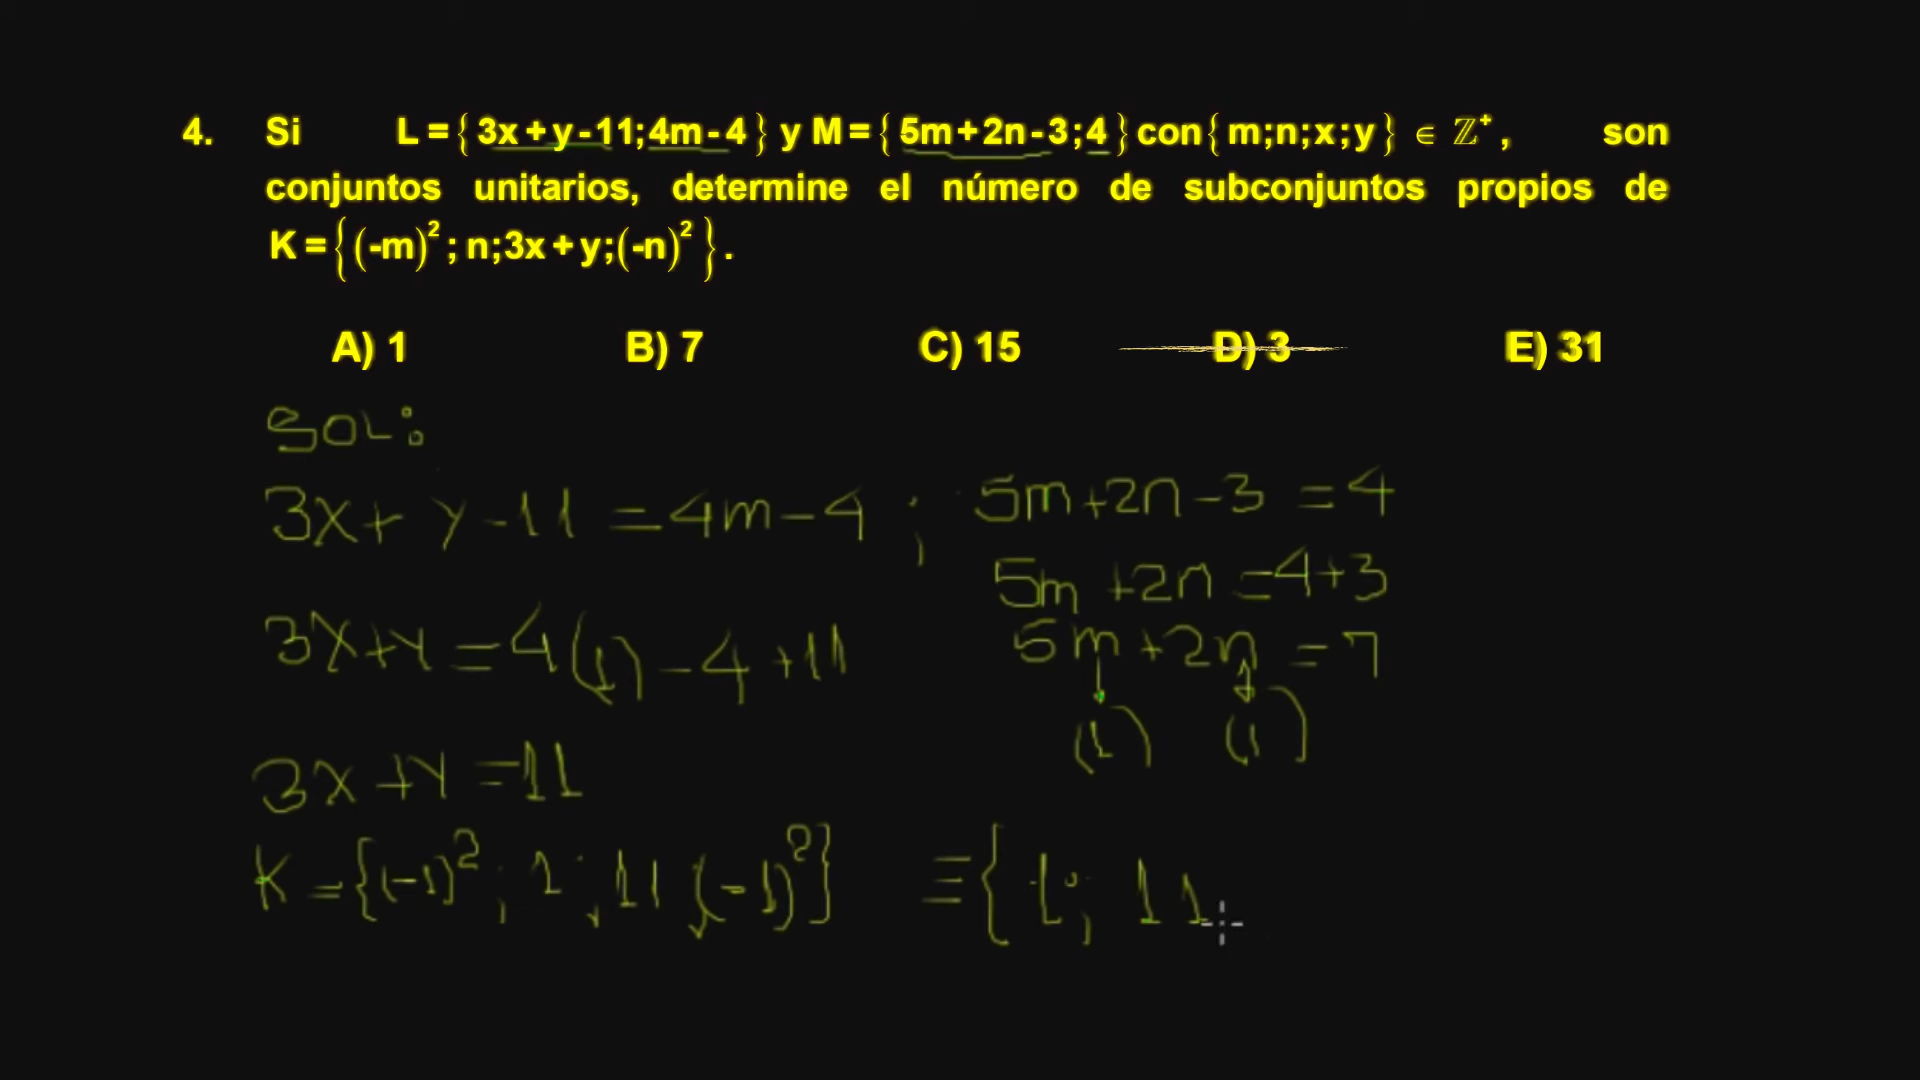 4. Si L={3x+y-11;4m-4} y M={5m+2n-3;4} con{m;n;x;y} ∈ ℤ⁺, son
conjuntos unitarios, determine el número de subconjuntos propios de
K={(-m)²; n;3x+y;(-n)²}.
A) 1 B) 7 C) 15 D) 3 E) 31
SOL:
3x+y-11=4m-4 ; 5m+2n-3=4
5m+2n=4+3
3x+y=4(1)-4+11 5m+2n=7
(1) (1)
3x+y=11
K={(-1)²; 1; 11; (-1)²} ≡{1; 11